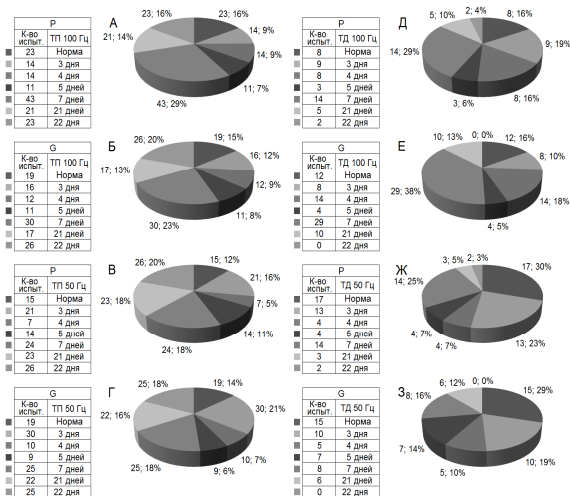 P
К-во испыт. ТП 100 Гц
23 Норма
14 3 дня
14 4 дня
11 5 дней
43 7 дней
21 21 дней
23 22 дня
А
23; 16%
23; 16%
21; 14%
14; 9%
14; 9%
11; 7%
43; 29%
P
К-во испыт. ТД 100 Гц
8 Норма
9 3 дня
8 4 дня
3 5 дней
14 7 дней
5 21 дней
2 22 дня
Д
5; 10%
2; 4%
8; 16%
14; 29%
9; 19%
3; 6%
8; 16%
G
К-во испыт. ТП 100 Гц
19 Норма
16 3 дня
12 4 дня
11 5 дней
30 7 дней
17 21 дней
26 22 дня
Б
26; 20%
19; 15%
17; 13%
16; 12%
12; 9%
11; 8%
30; 23%
G
К-во испыт. ТД 100 Гц
12 Норма
8 3 дня
14 4 дня
4 5 дней
29 7 дней
10 21 дней
0 22 дня
Е
10; 13%
0; 0%
12; 16%
8; 10%
29; 38%
14; 18%
4; 5%
P
К-во испыт. ТП 50 Гц
15 Норма
21 3 дня
7 4 дня
14 5 дней
24 7 дней
23 21 дней
26 22 дня
В
26; 20%
15; 12%
23; 18%
21; 16%
7; 5%
14; 11%
24; 18%
P
К-во испыт. ТД 50 Гц
17 Норма
13 3 дня
4 4 дня
4 5 дней
14 7 дней
3 21 дней
2 22 дня
Ж
3; 5%
2; 3%
17; 30%
14; 25%
4; 7%
4; 7%
13; 23%
G
К-во испыт. ТП 50 Гц
19 Норма
30 3 дня
10 4 дня
9 5 дней
25 7 дней
22 21 дней
25 22 дня
Г
25; 18%
19; 14%
22; 16%
30; 21%
10; 7%
25; 18%
9; 6%
G
К-во испыт. ТД 50 Гц
15 Норма
10 3 дня
5 4 дня
7 5 дней
8 7 дней
6 21 дней
0 22 дня
З
6; 12%
0; 0%
8; 16%
15; 29%
7; 14%
5; 10%
10; 19%